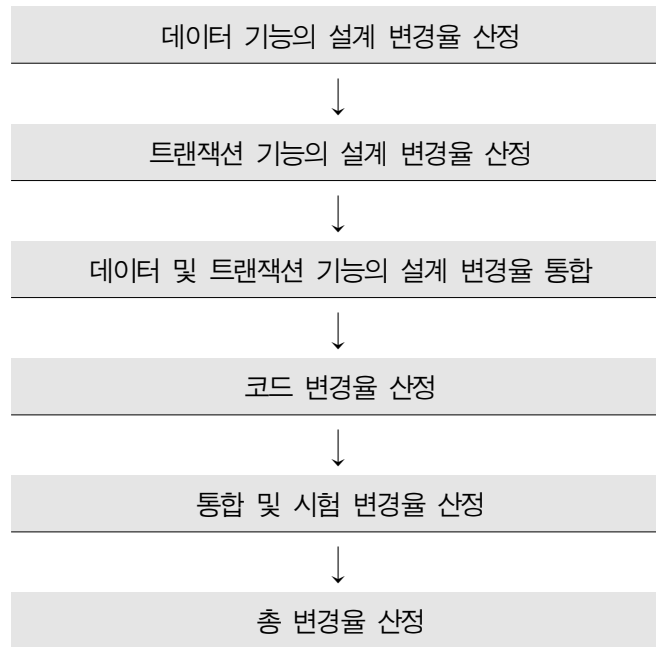 데이터 기능의 설계 변경율 산정
트랜잭션 기능의 설계 변경율 산정
데이터 및 트랜잭션 기능의 설계 변경율 통합
코드 변경율 산정
통합 및 시험 변경율 산정
총 변경율 산정